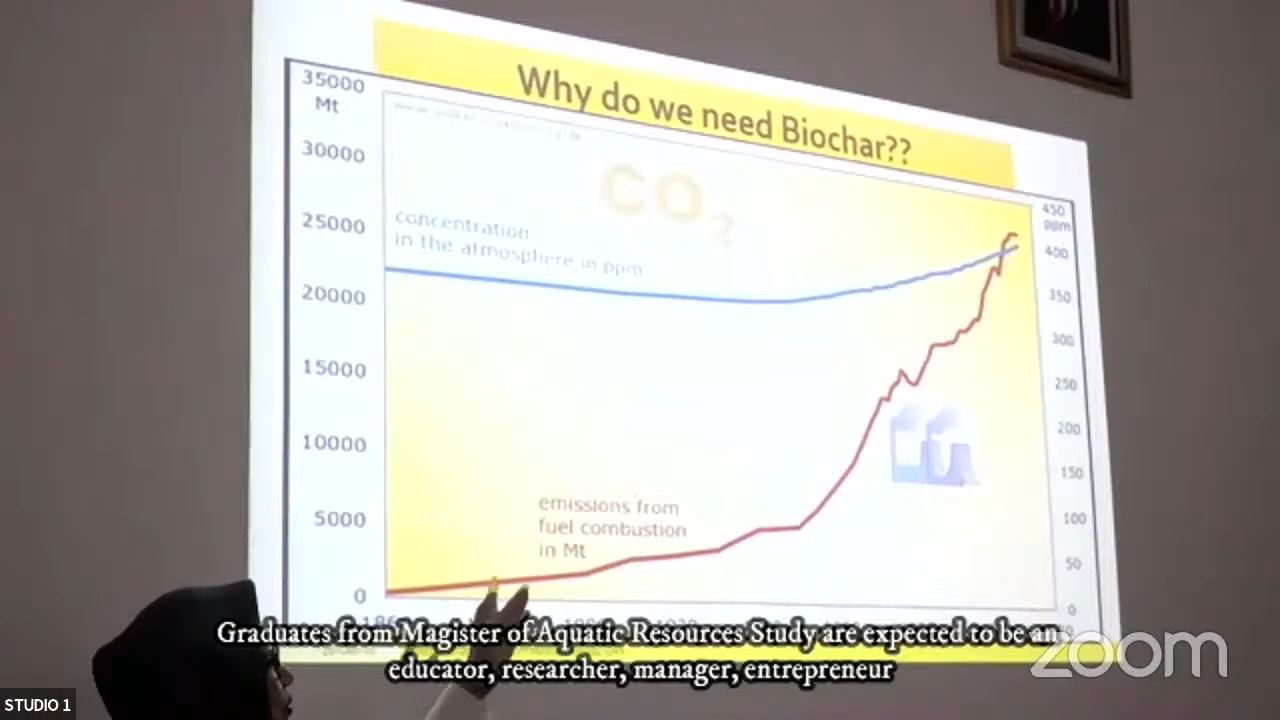 Why do we need Biochar??
35000
Mt
30000
25000
20000
15000
10000
5000
0
CO2
concentration
in the atmosphere in ppm
emissions from
fuel combustion
in Mt
450
ppm
400
350
300
250
200
150
100
50
0
Graduates from Magister of Aquatic Resources Study are expected to be an
educator, researcher, manager, entrepreneur
zoom
STUDIO 1